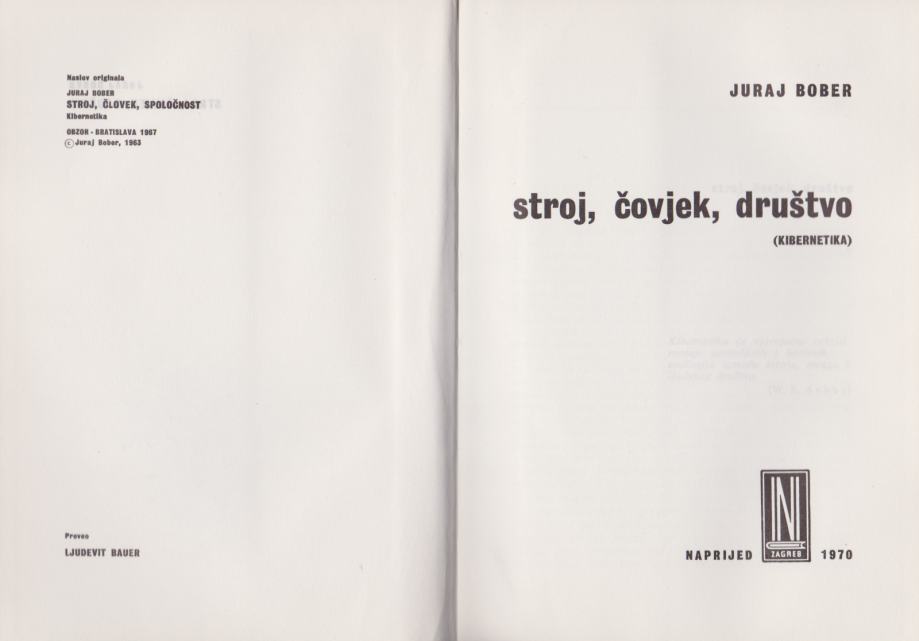 Naslov originala
JURAJ BOBER
STROJ, ČLOVEK, SPOLOČNOST
Kibernetika
OBZOR - BRATISLAVA 1967
© Juraj Bober, 1963
Preveo
LJUDEVIT BAUER
JURAJ BOBER
stroj, čovjek, društvo
(KIBERNETIKA)
NAPRIJED ZAGREB 1970